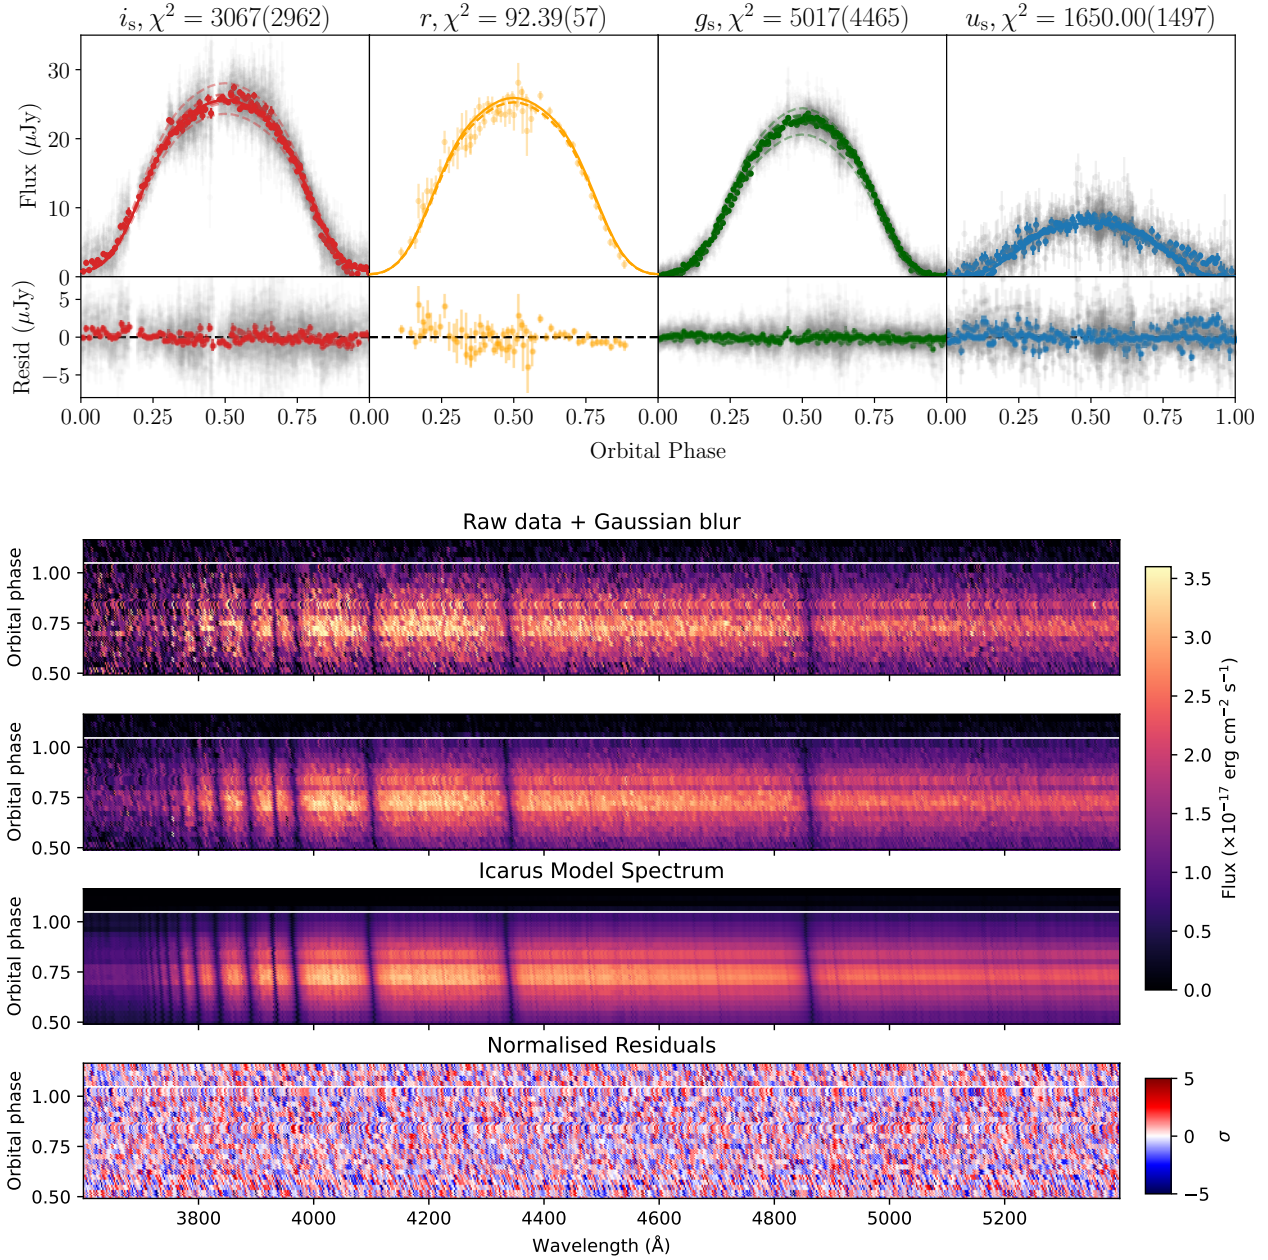 i_s, χ² = 3067(2962) r, χ² = 92.39(57) g_s, χ² = 5017(4465) u_s, χ² = 1650.00(1497)
30
20
10
0
Flux (μJy)
5
0
−5
Resid (μJy)
0.00 0.25 0.50 0.75 0.00 0.25 0.50 0.75 0.00 0.25 0.50 0.75 0.00 0.25 0.50 0.75 1.00
Orbital Phase
Raw data + Gaussian blur
Orbital phase
1.00
0.75
0.50
Orbital phase
1.00
0.75
0.50
Icarus Model Spectrum
Orbital phase
1.00
0.75
0.50
Normalised Residuals
Orbital phase
1.00
0.75
0.50
3800 4000 4200 4400 4600 4800 5000 5200
Wavelength (Å)
3.5
3.0
2.5
2.0
1.5
1.0
0.5
0.0
Flux (×10⁻¹⁷ erg cm⁻² s⁻¹)
5
0
−5
σ